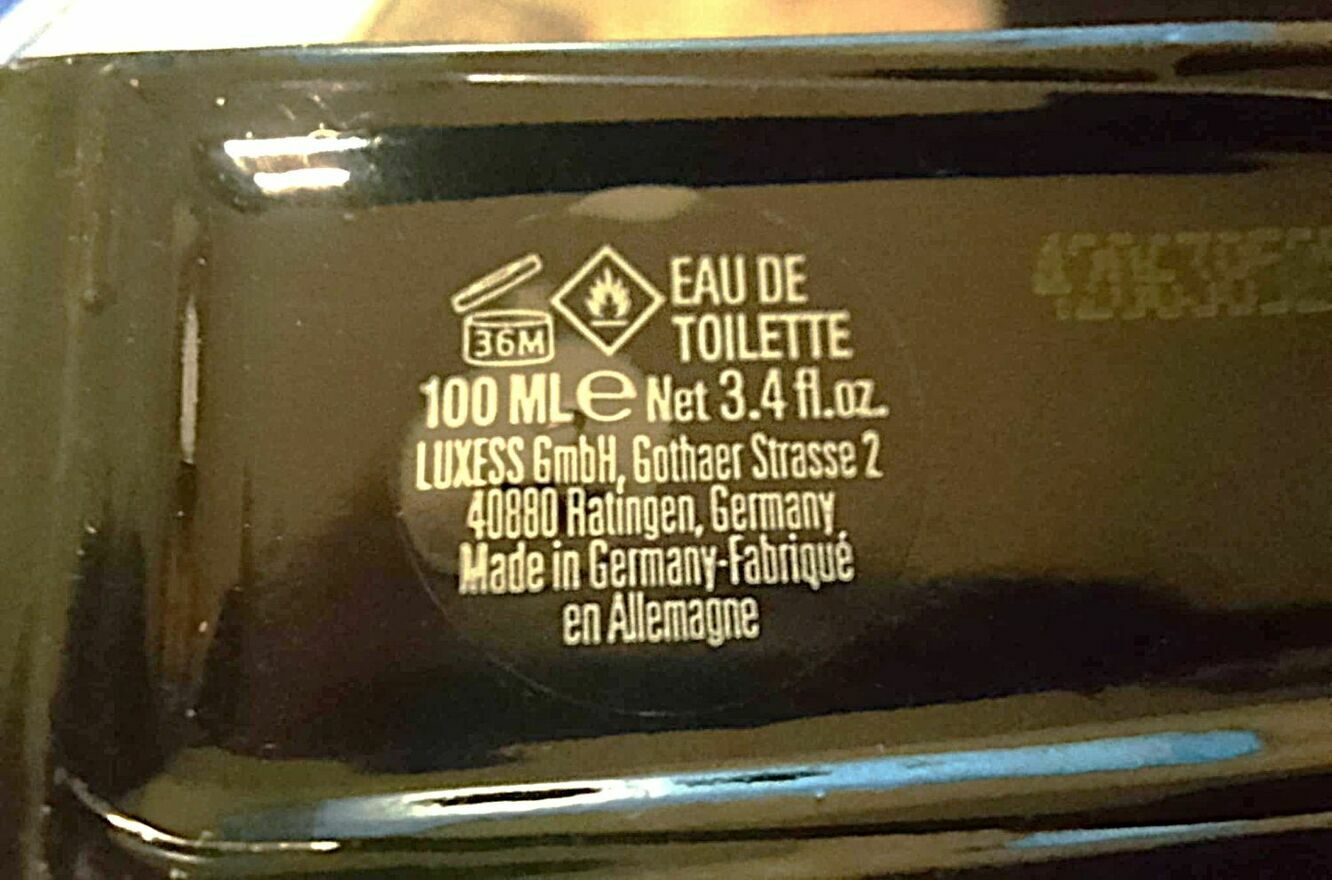 36M
EAU DE
TOILETTE
100 ML e Net 3.4 fl.oz.
LUXESS GmbH, Gothaer Strasse 2
40880 Ratingen, Germany
Made in Germany-Fabriqué
en Allemagne